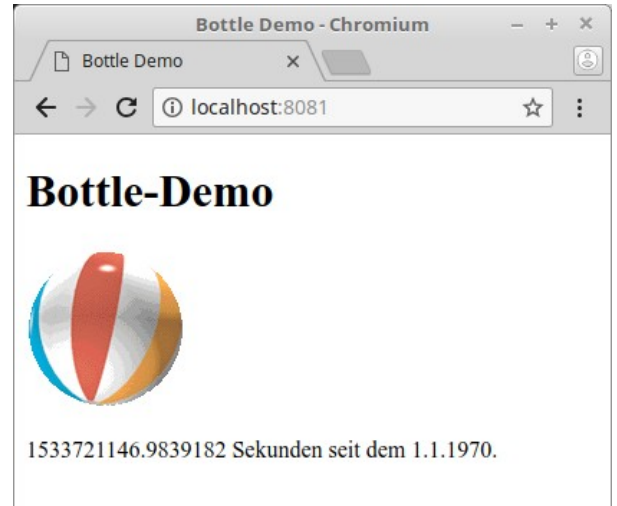 Bottle Demo - Chromium
Bottle Demo
localhost:8081
Bottle-Demo
1533721146.9839182 Sekunden seit dem 1.1.1970.